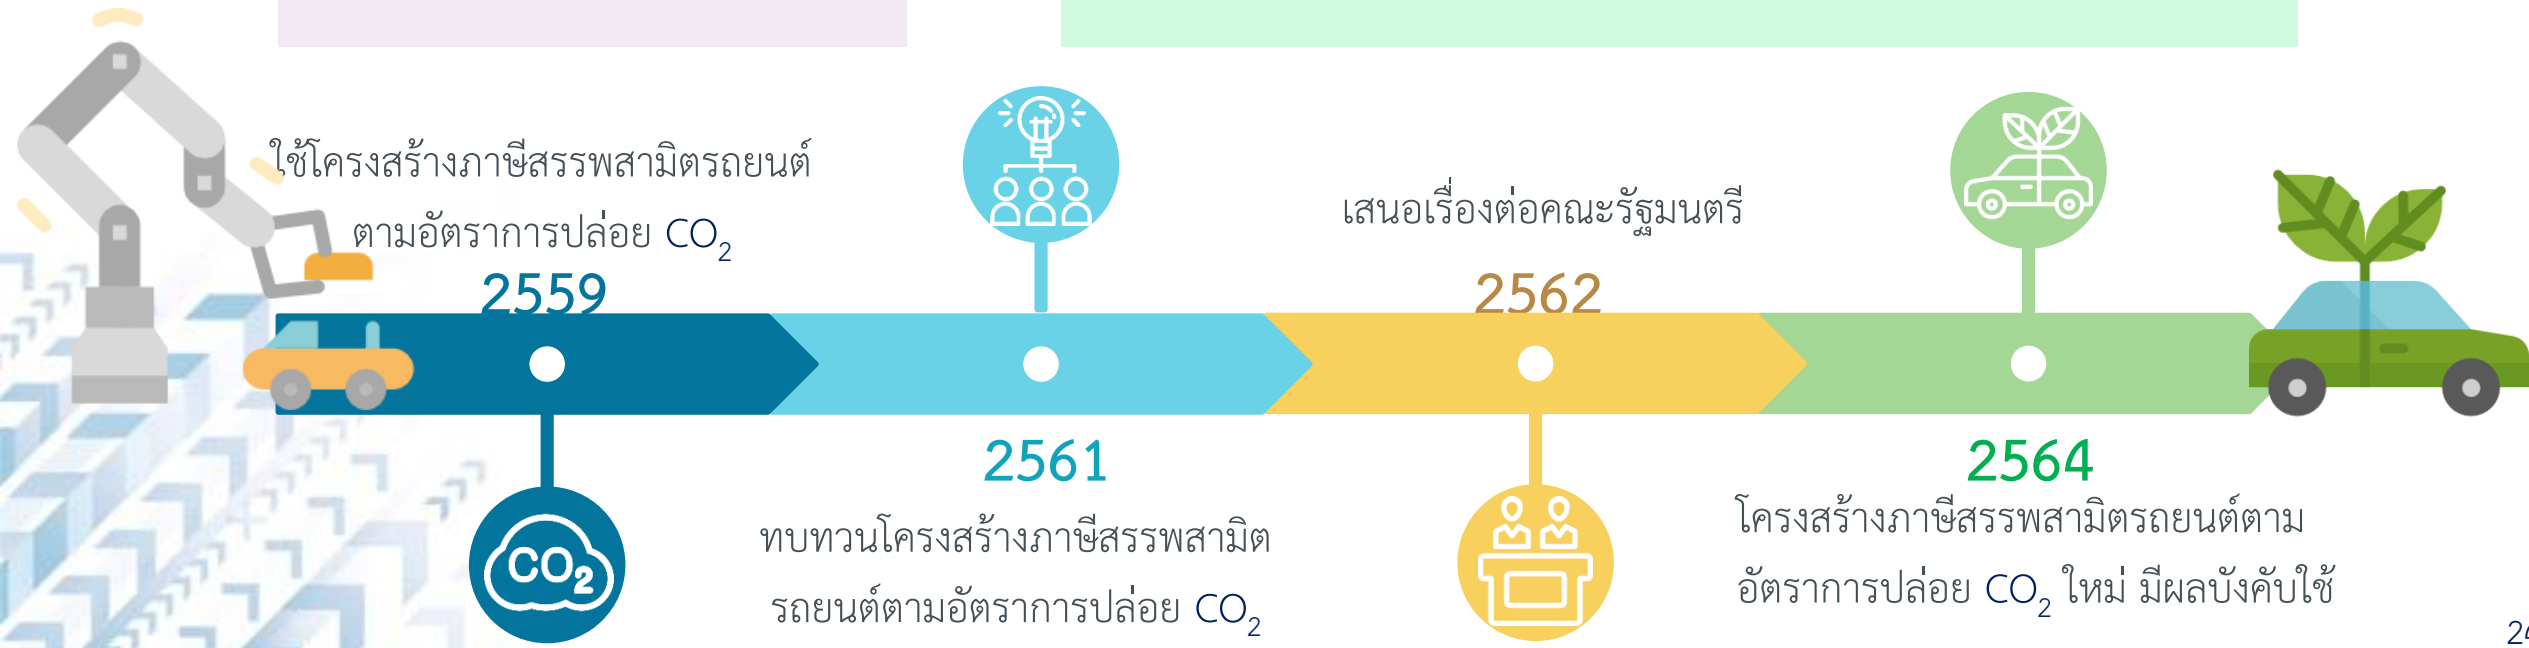 ใช้โครงสร้างภาษีสรรพสามิตรถยนต์
ตามอัตราการปล่อย CO₂
2559
CO₂
2561
ทบทวนโครงสร้างภาษีสรรพสามิต
รถยนต์ตามอัตราการปล่อย CO₂
เสนอเรื่องต่อคณะรัฐมนตรี
2562
2564
โครงสร้างภาษีสรรพสามิตรถยนต์ตาม
อัตราการปล่อย CO₂ ใหม่ มีผลบังคับใช้
24